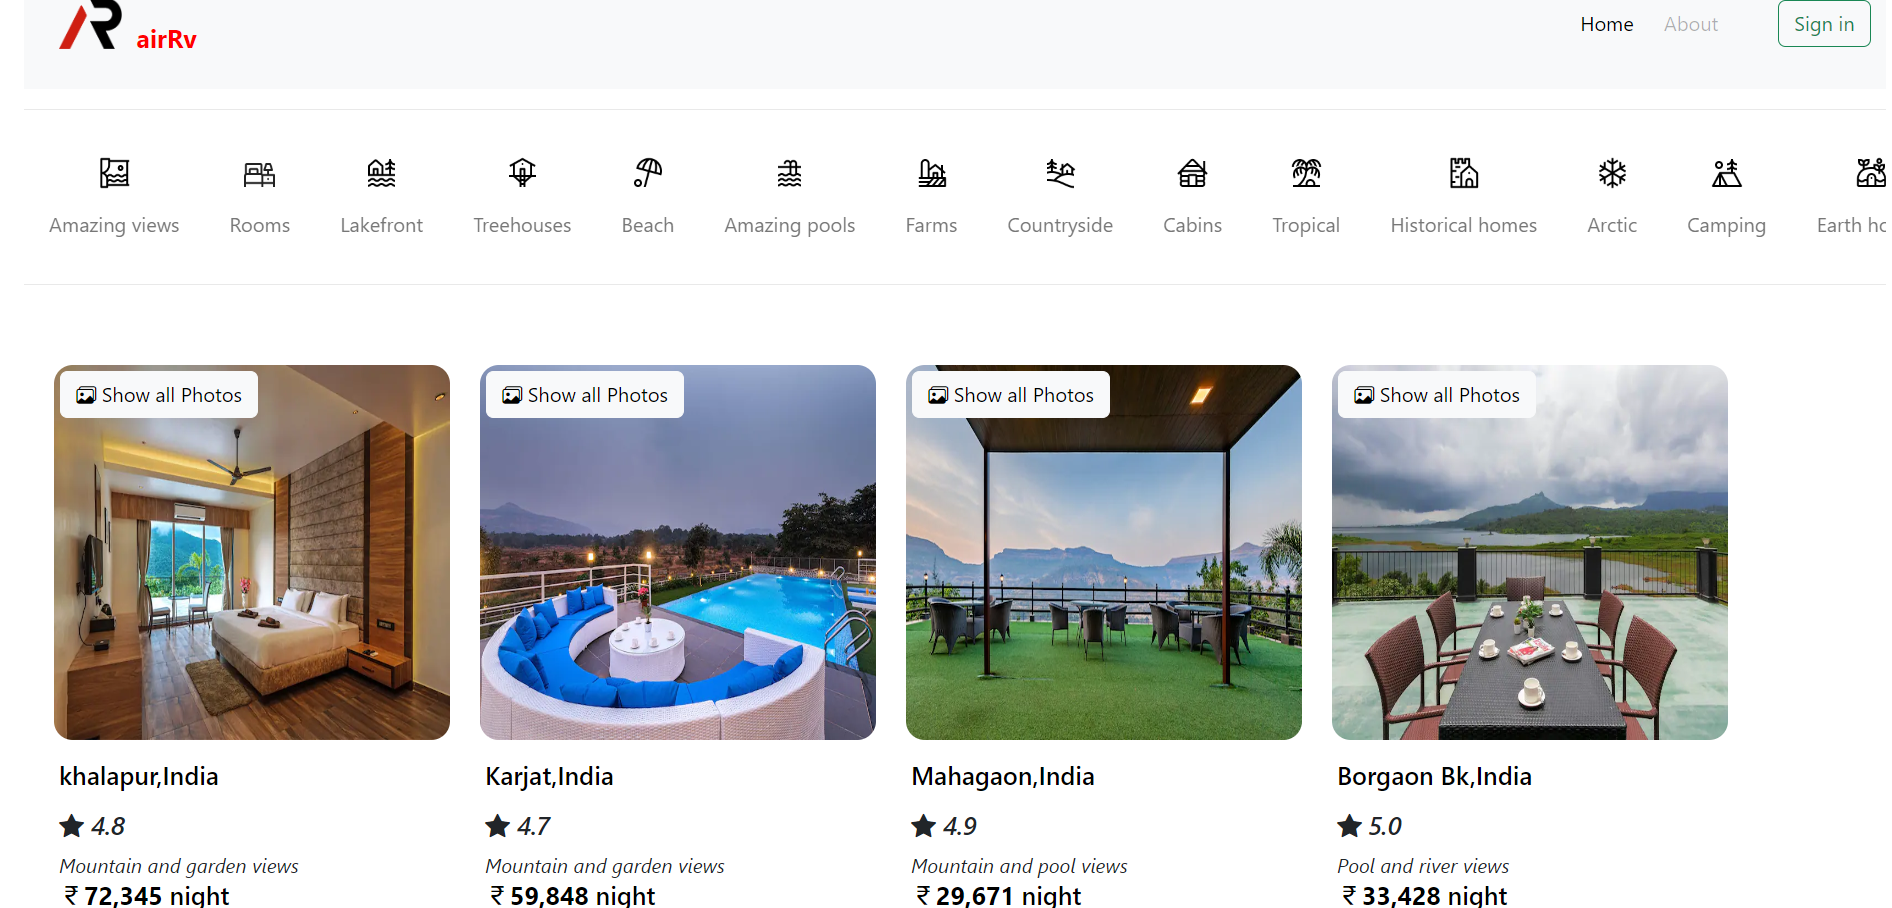 AR airRv
Home About Sign in
Amazing views Rooms Lakefront Treehouses Beach Amazing pools Farms Countryside Cabins Tropical Historical homes Arctic Camping Earth ho
Show all Photos Show all Photos Show all Photos Show all Photos
khalapur,India Karjat,India Mahagaon,India Borgaon Bk,India
4.8 4.7 4.9 5.0
Mountain and garden views Mountain and garden views Mountain and pool views Pool and river views
₹ 72,345 night ₹ 59,848 night ₹ 29,671 night ₹ 33,428 night